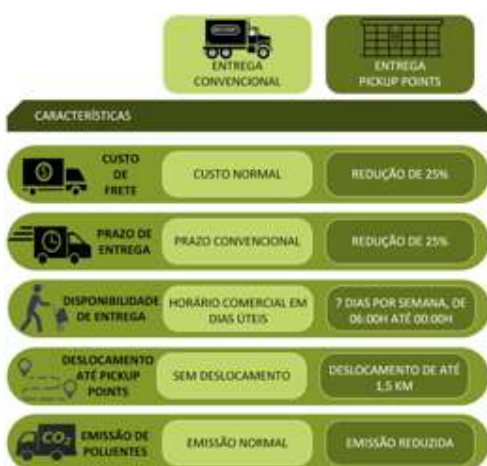 ENTREGA
CONVENCIONAL
ENTREGA
PICKUP POINTS
CARACTERÍSTICAS
CUSTO
DE
FRETE
CUSTO NORMAL
REDUÇÃO DE 25%
PRAZO DE
ENTREGA
PRAZO CONVENCIONAL
REDUÇÃO DE 25%
DISPONIBILIDADE
DE ENTREGA
HORÁRIO COMERCIAL EM
DIAS ÚTEIS
7 DIAS POR SEMANA, DE
06:00H ATÉ 00:00H
DESLOCAMENTO
ATÉ PICKUP
POINTS
SEM DESLOCAMENTO
DESLOCAMENTO DE ATÉ
1,5 KM
CO2
EMISSÃO DE
POLUENTES
EMISSÃO NORMAL
EMISSÃO REDUZIDA